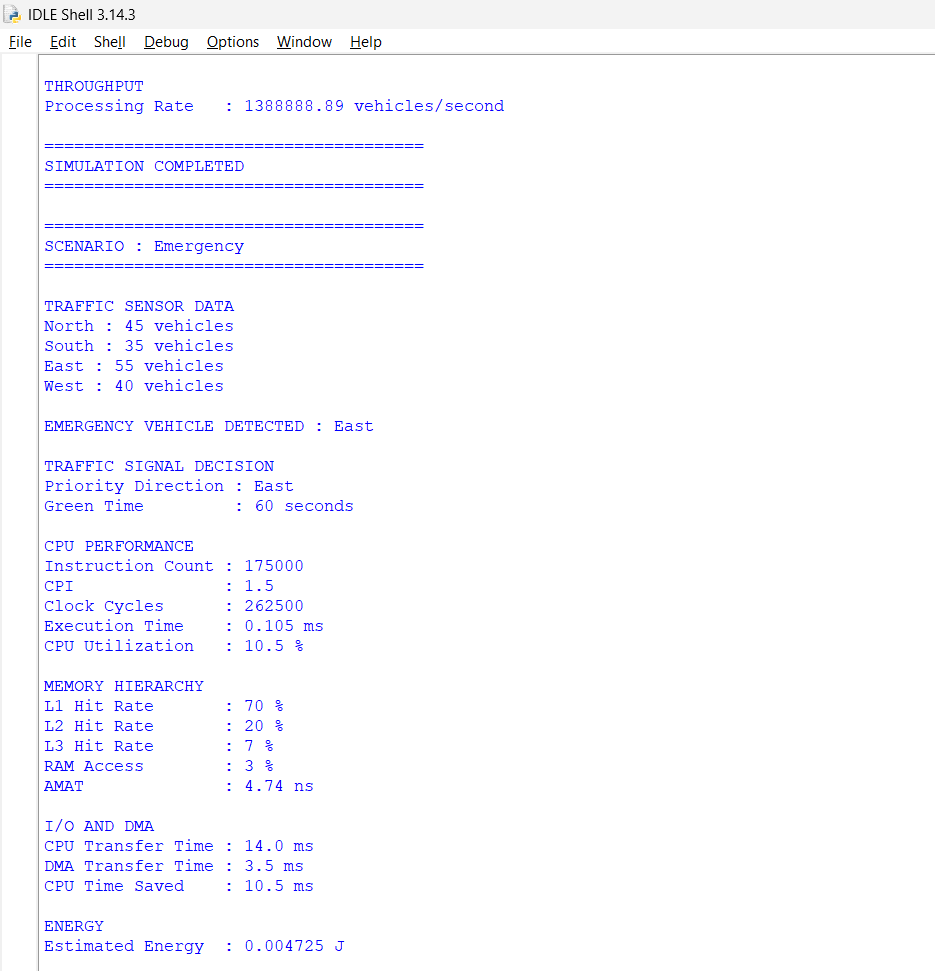 IDLE Shell 3.14.3
File Edit Shell Debug Options Window Help
THROUGHPUT
Processing Rate   : 1388888.89 vehicles/second
======================================
SIMULATION COMPLETED
======================================
======================================
SCENARIO : Emergency
======================================
TRAFFIC SENSOR DATA
North : 45 vehicles
South : 35 vehicles
East : 55 vehicles
West : 40 vehicles
EMERGENCY VEHICLE DETECTED : East
TRAFFIC SIGNAL DECISION
Priority Direction : East
Green Time         : 60 seconds
CPU PERFORMANCE
Instruction Count : 175000
CPI               : 1.5
Clock Cycles      : 262500
Execution Time    : 0.105 ms
CPU Utilization   : 10.5 %
MEMORY HIERARCHY
L1 Hit Rate       : 70 %
L2 Hit Rate       : 20 %
L3 Hit Rate       : 7 %
RAM Access        : 3 %
AMAT              : 4.74 ns
I/O AND DMA
CPU Transfer Time : 14.0 ms
DMA Transfer Time : 3.5 ms
CPU Time Saved    : 10.5 ms
ENERGY
Estimated Energy  : 0.004725 J